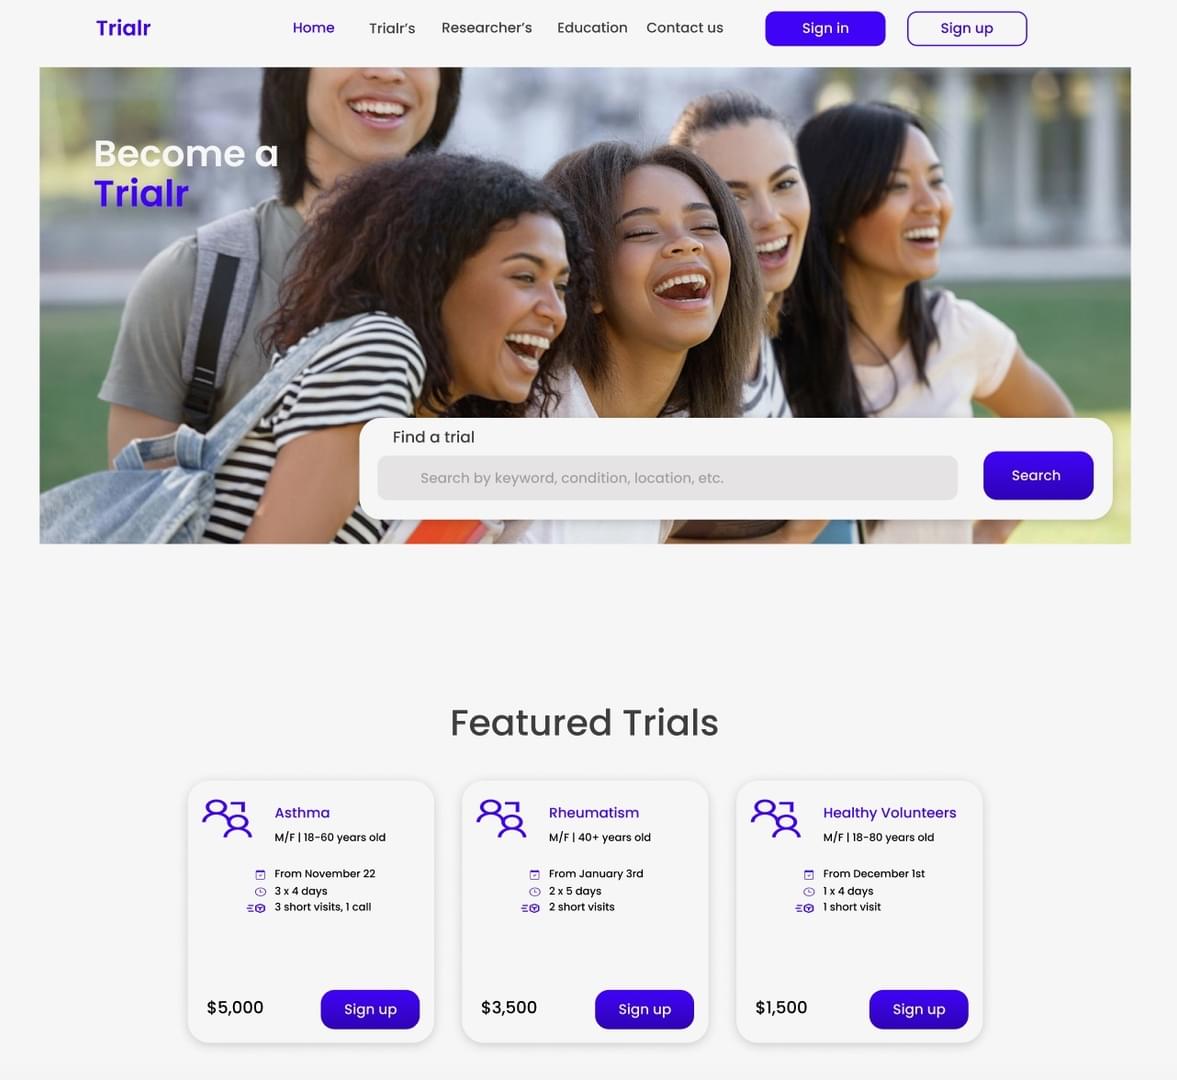 Trialr
Home
Trialr’s
Researcher’s
Education
Contact us
Sign in
Sign up
Become a
Trialr
Find a trial
Search by keyword, condition, location, etc.
Search
Featured Trials
Asthma
M/F | 18-60 years old
From November 22
3 x 4 days
3 short visits, 1 call
$5,000
Sign up
Rheumatism
M/F | 40+ years old
From January 3rd
2 x 5 days
2 short visits
$3,500
Sign up
Healthy Volunteers
M/F | 18-80 years old
From December 1st
1 x 4 days
1 short visit
$1,500
Sign up